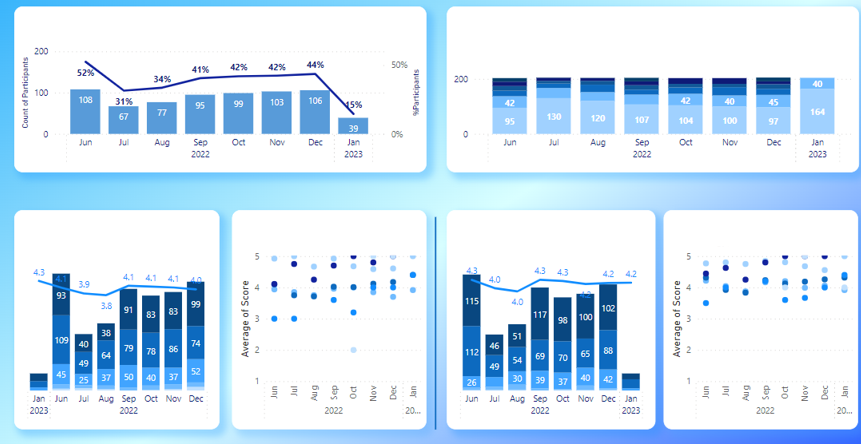 200
100
0
Count of Participants
52% 31% 34% 41% 42% 42% 44% 15%
108 67 77 95 99 103 106 39
50%
0%
%Participants
Jun Jul Aug Sep Oct Nov Dec Jan
2022 2023
200
0
42 42 40 45 40
95 130 120 107 104 100 97 164
Jun Jul Aug Sep Oct Nov Dec Jan
2022 2023
4.3 4.1 3.9 3.8 4.1 4.1 4.1 4.0
93 40 38 91 83 83 99
109 49 64 79 78 86 74
45 25 37 50 40 37 52
Jan Jun Jul Aug Sep Oct Nov Dec
2023 2022
Average of Score
5
4
3
2
1
Jun Jul Aug Sep Oct Nov Dec Jan
2022 20...
4.3 4.0 4.0 4.3 4.3 4.2 4.2 4.2
115 46 51 117 98 100 102
112 49 54 69 70 65 88
26 30 39 37 40 42
Jun Jul Aug Sep Oct Nov Dec Jan
2022 2023
Average of Score
5
4
3
2
1
Jun Jul Aug Sep Oct Nov Dec Jan
2022 20...